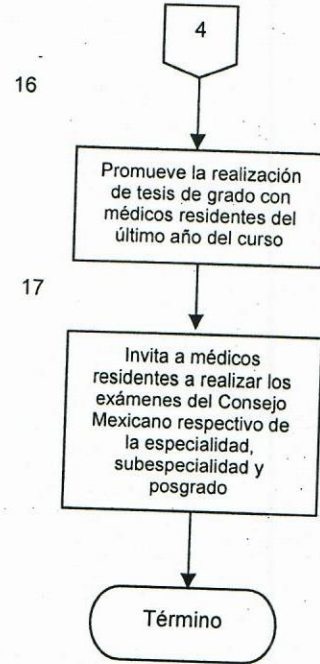 4
16
Promueve la realización
de tesis de grado con
médicos residentes del
último año del curso
17
Invita a médicos
residentes a realizar los
exámenes del Consejo
Mexicano respectivo de
la especialidad,
subespecialidad y
posgrado
Término